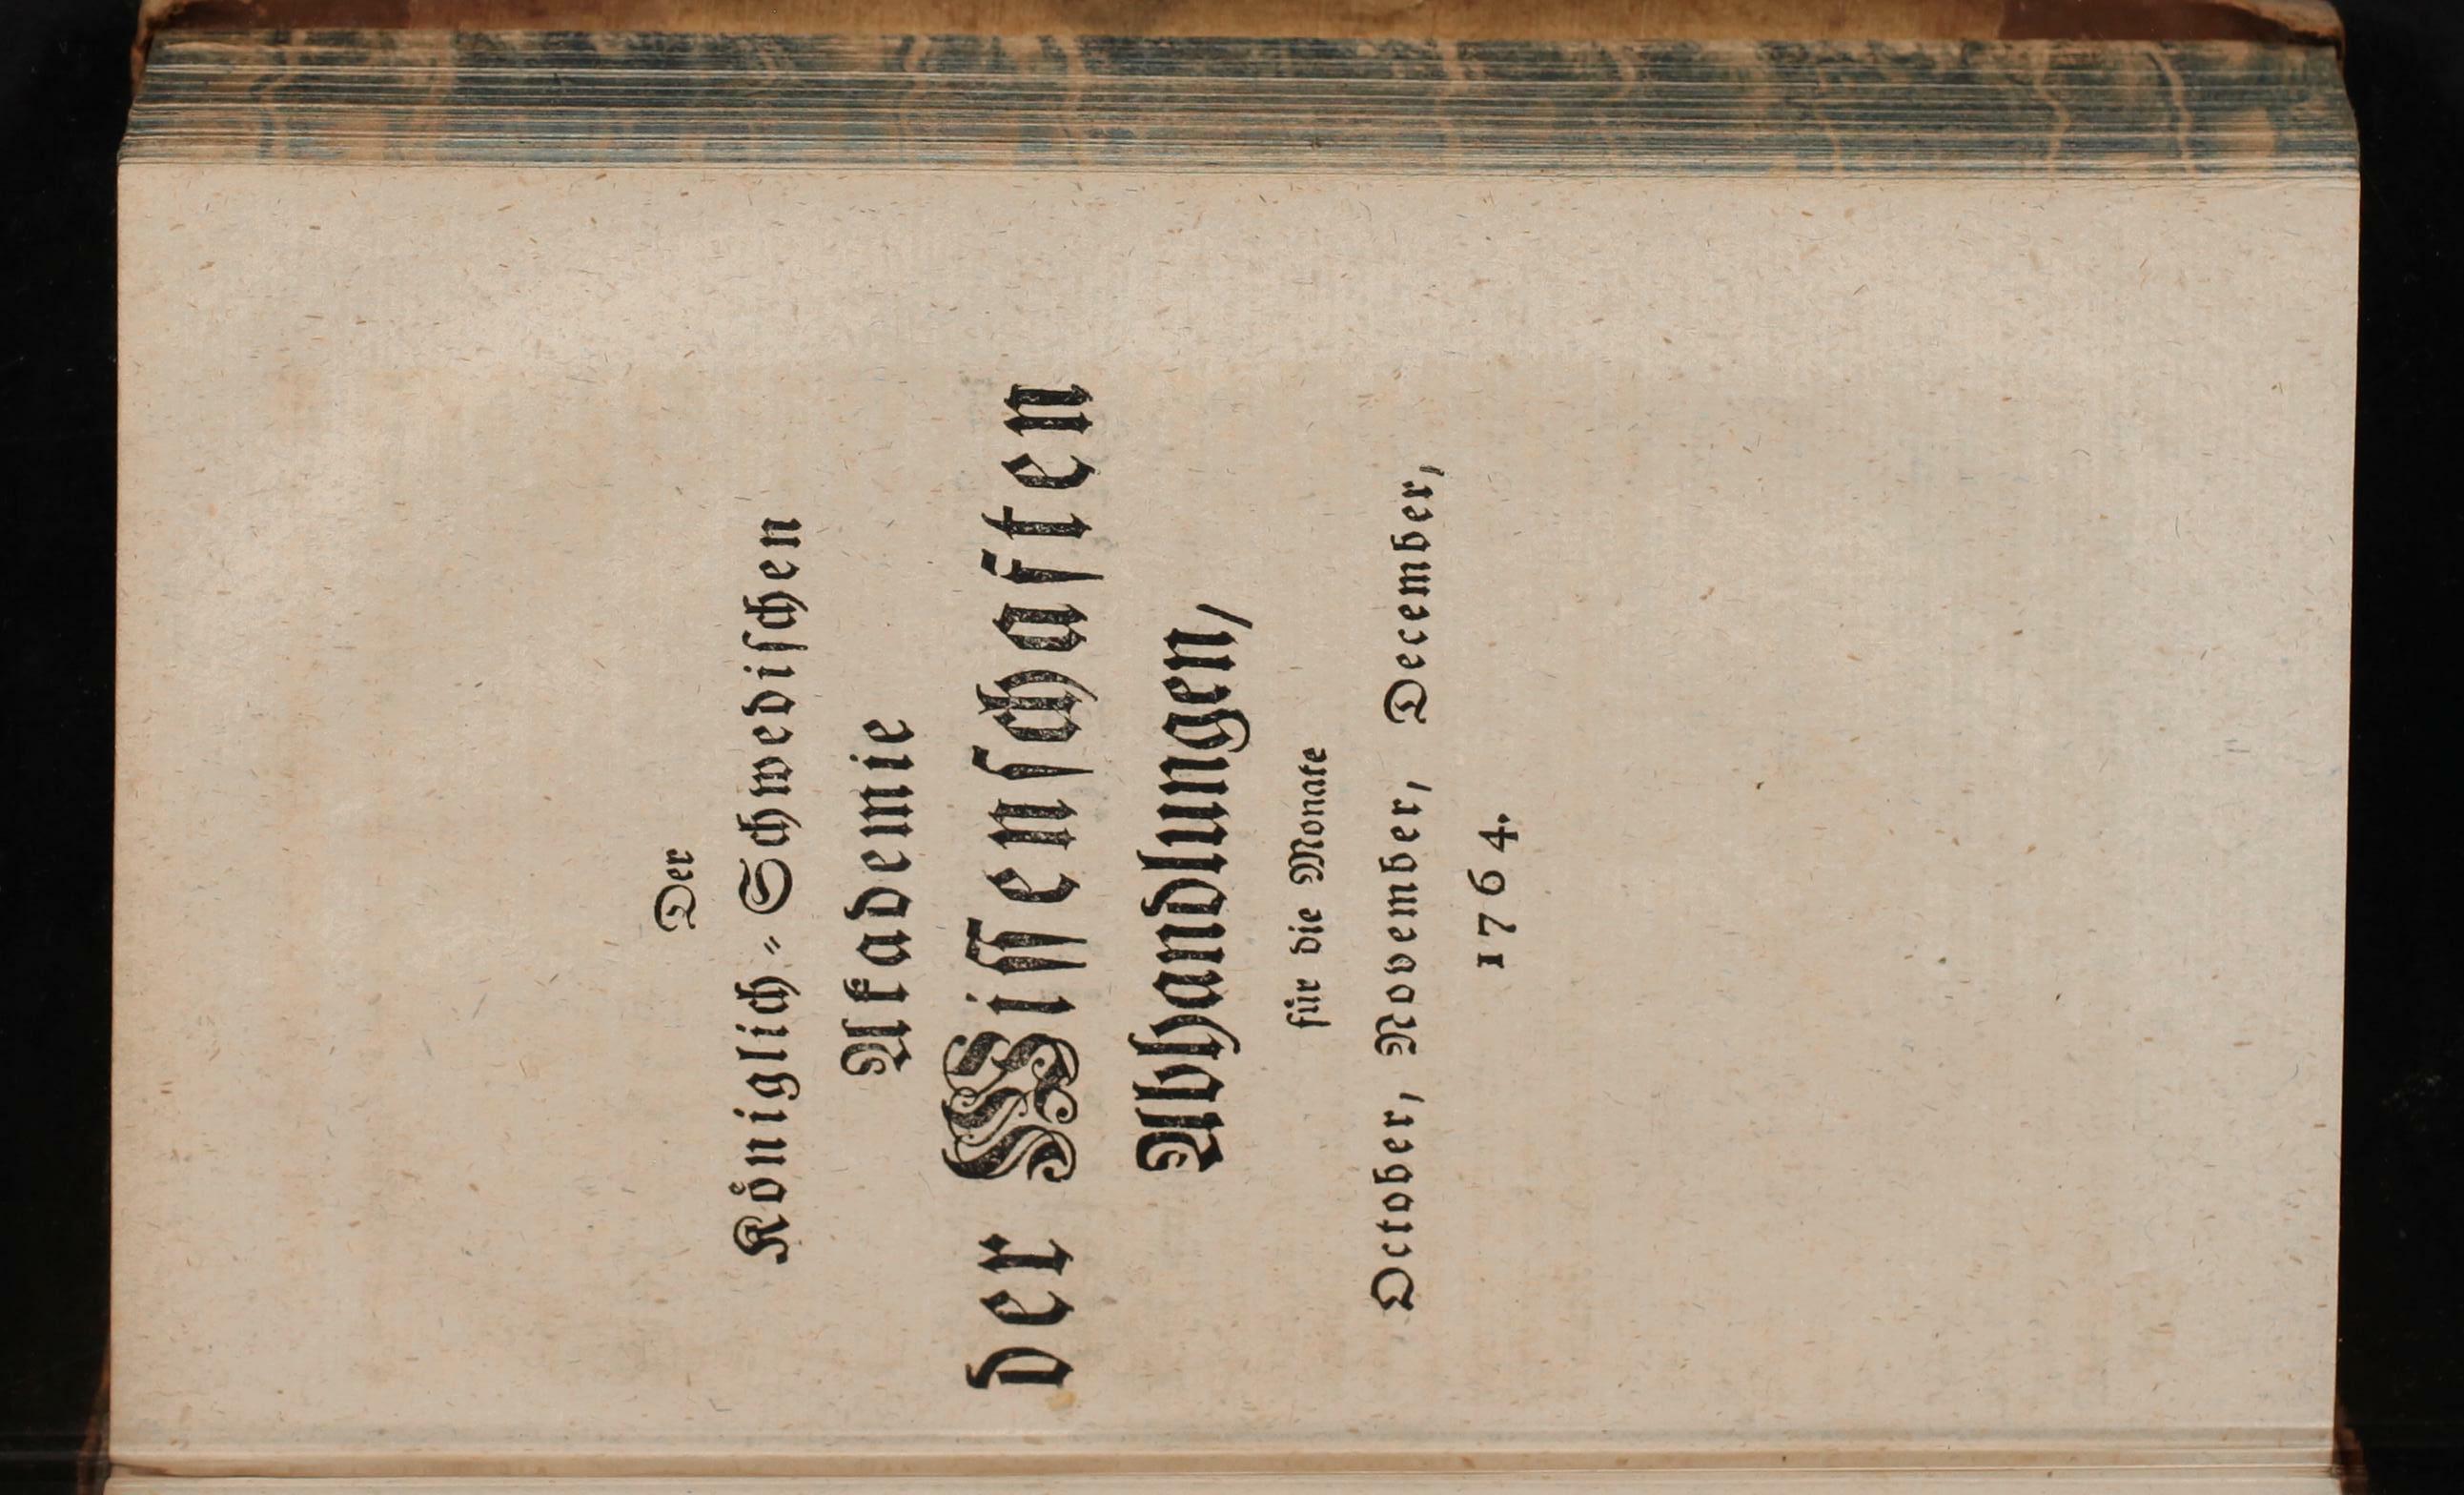 Der
Königlich-Schwedischen
Akademie
der Wissenschaften
Abhandlungen,
für die Monate
October, November, December,
1764.